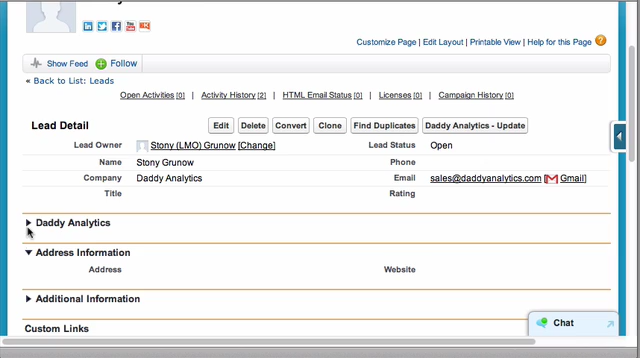 Customize Page | Edit Layout | Printable View | Help for this Page ?
Show Feed Follow
« Back to List: Leads
Open Activities [0] | Activity History [2] | HTML Email Status [0] | Licenses [0] | Campaign History [0]
Lead Detail Edit Delete Convert Clone Find Duplicates Daddy Analytics - Update
Lead Owner Stony (LMO) Grunow [Change] Lead Status Open
Name Stony Grunow Phone
Company Daddy Analytics Email sales@daddyanalytics.com [Gmail]
Title Rating
Daddy Analytics
Address Information
Address Website
Additional Information
Custom Links
Chat